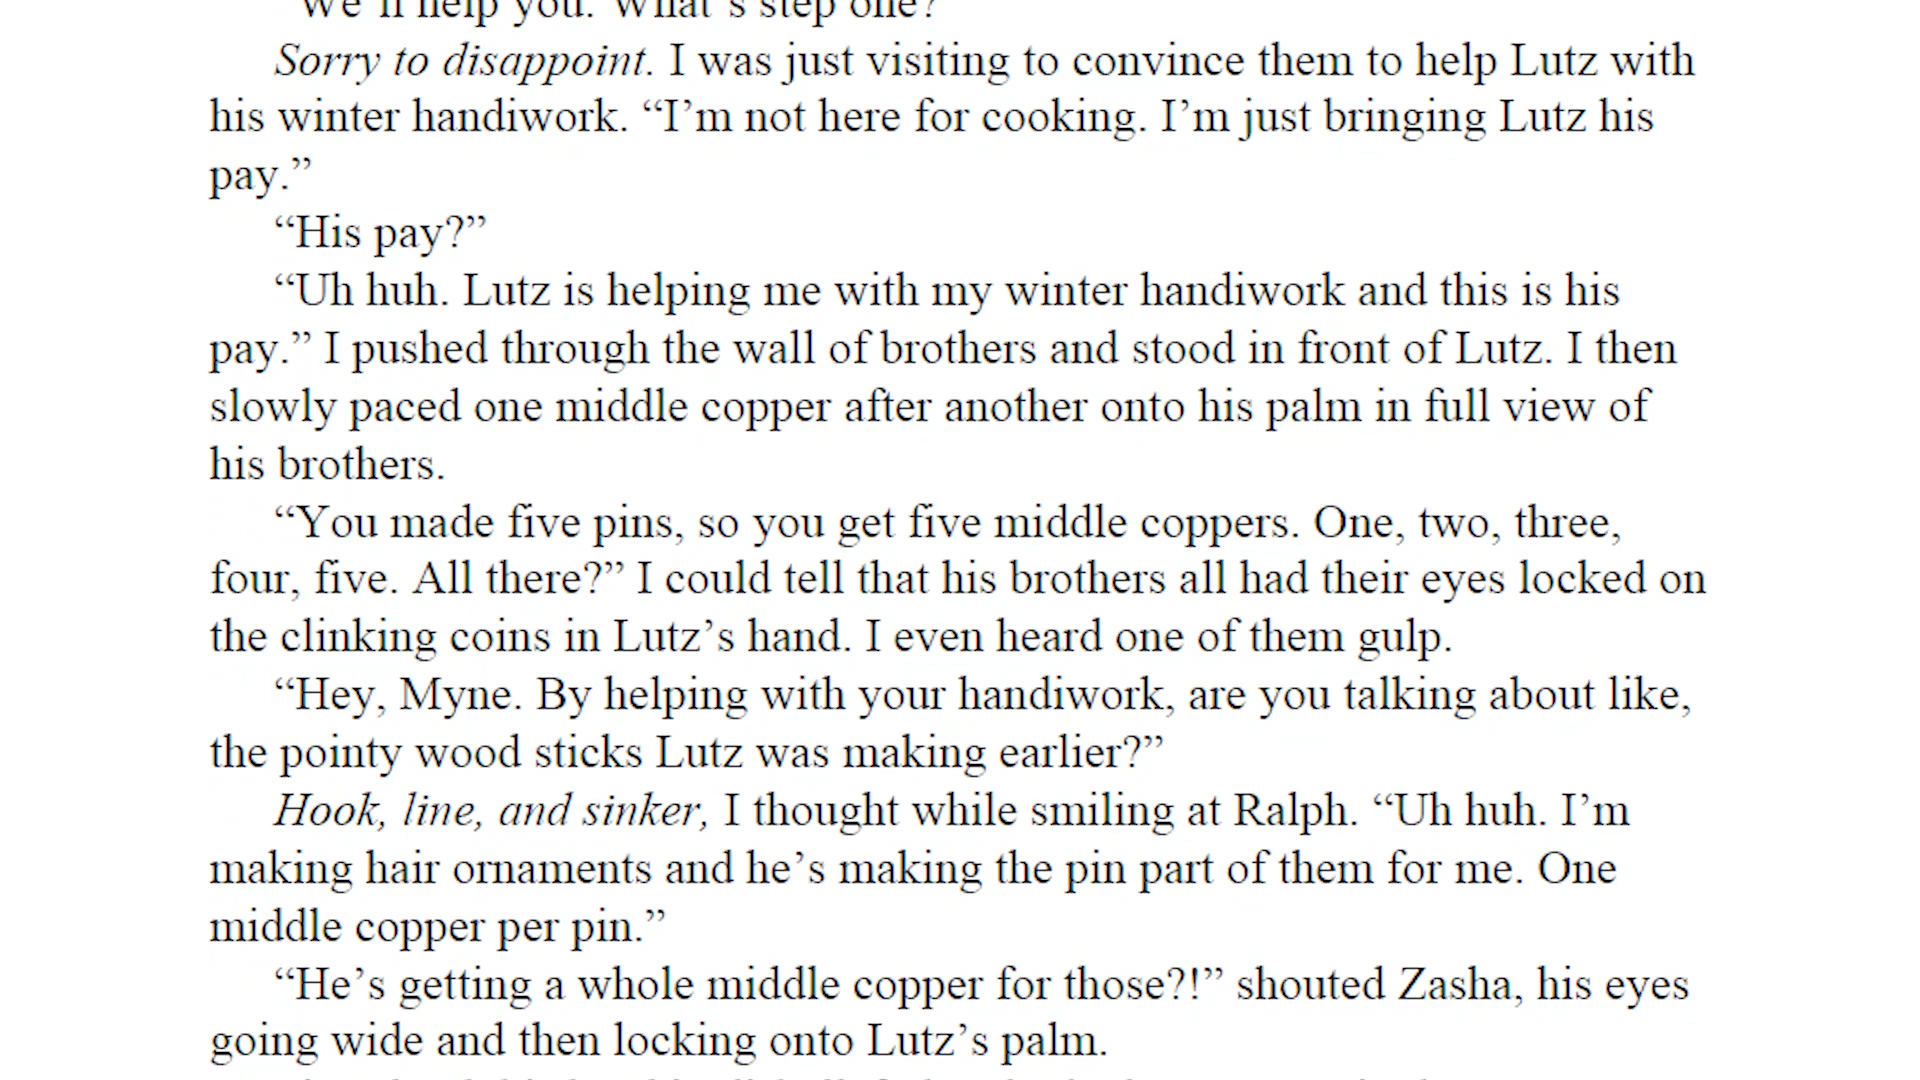 “We’ll help you. What’s step one?”
Sorry to disappoint. I was just visiting to convince them to help Lutz with
his winter handiwork. “I’m not here for cooking. I’m just bringing Lutz his
pay.”
“His pay?”
“Uh huh. Lutz is helping me with my winter handiwork and this is his
pay.” I pushed through the wall of brothers and stood in front of Lutz. I then
slowly paced one middle copper after another onto his palm in full view of
his brothers.
“You made five pins, so you get five middle coppers. One, two, three,
four, five. All there?” I could tell that his brothers all had their eyes locked on
the clinking coins in Lutz’s hand. I even heard one of them gulp.
“Hey, Myne. By helping with your handiwork, are you talking about like,
the pointy wood sticks Lutz was making earlier?”
Hook, line, and sinker, I thought while smiling at Ralph. “Uh huh. I’m
making hair ornaments and he’s making the pin part of them for me. One
middle copper per pin.”
“He’s getting a whole middle copper for those?!” shouted Zasha, his eyes
going wide and then locking onto Lutz’s palm.